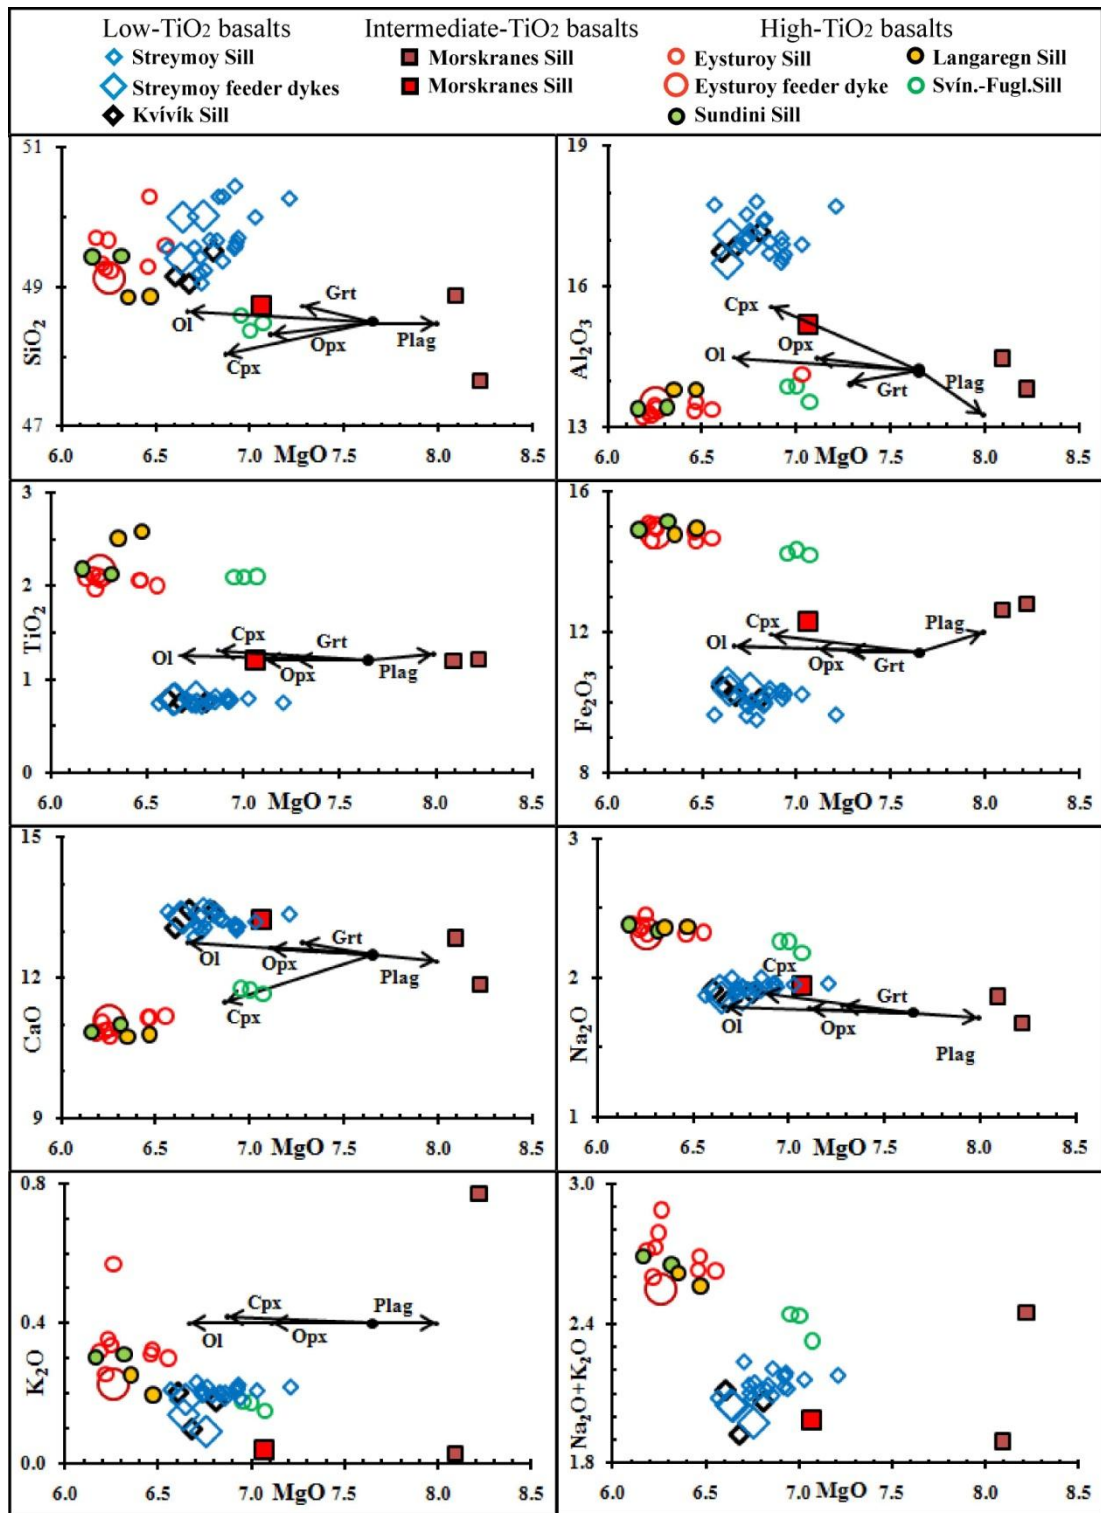 Low-TiO₂ basalts Intermediate-TiO₂ basalts High-TiO₂ basalts
Streymoy Sill Morskranes Sill Eysturoy Sill Langaregn Sill
Streymoy feeder dykes Morskranes Sill Eysturoy feeder dyke Svín.-Fugl.Sill
Kvívík Sill Sundini Sill
51
49
47
SiO₂
Grt
Ol
Opx
Plag
Cpx
6.0 6.5 7.0 MgO 7.5 8.0 8.5
19
16
13
Al₂O₃
Cpx
Ol
Opx
Grt
Plag
6.0 6.5 7.0 MgO 7.5 8.0 8.5
3
2
1
0
TiO₂
Cpx
Grt
Ol
Opx
Plag
6.0 6.5 7.0 MgO 7.5 8.0 8.5
16
12
8
Fe₂O₃
Cpx
Plag
Ol
Opx
Grt
6.0 6.5 7.0 MgO 7.5 8.0 8.5
15
12
9
CaO
Grt
Ol
Opx
Plag
Cpx
6.0 6.5 7.0 MgO 7.5 8.0 8.5
3
2
1
Na₂O
Cpx
Grt
Ol
Opx
Plag
6.0 6.5 7.0 MgO 7.5 8.0 8.5
0.8
0.4
0.0
K₂O
Cpx
Plag
Ol
Opx
6.0 6.5 7.0 MgO 7.5 8.0 8.5
3.0
2.4
1.8
Na₂O+K₂O
6.0 6.5 7.0 MgO 7.5 8.0 8.5